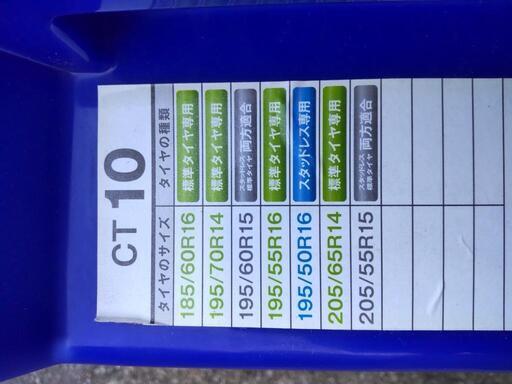 CT 10
タイヤのサイズ タイヤの種類
185/60R16 標準タイヤ専用
195/70R14 標準タイヤ専用
195/60R15 スタッドレス 標準タイヤ 両方適合
195/55R16 標準タイヤ専用
195/50R16 スタッドレス専用
205/65R14 標準タイヤ専用
205/55R15 スタッドレス 標準タイヤ 両方適合